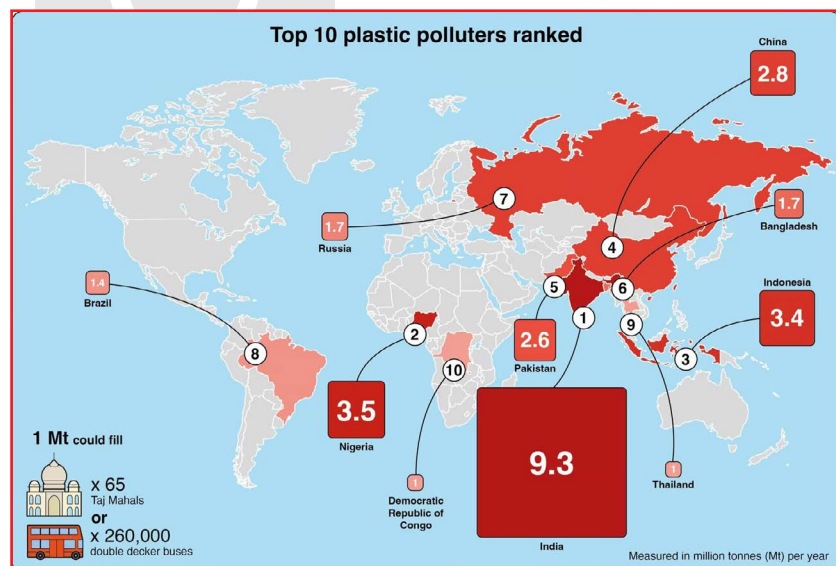 Top 10 plastic polluters ranked
China
2.8
7
1.7
Russia
1.7
Bangladesh
4
1.4
Brazil
5
6
Indonesia
3.4
1
2
9
3
8
10
2.6
Pakistan
3.5
Nigeria
9.3
India
1
Democratic
Republic of
Congo
1
Thailand
1 Mt could fill
x 65
Taj Mahals
or
x 260,000
double decker buses
Measured in million tonnes (Mt) per year